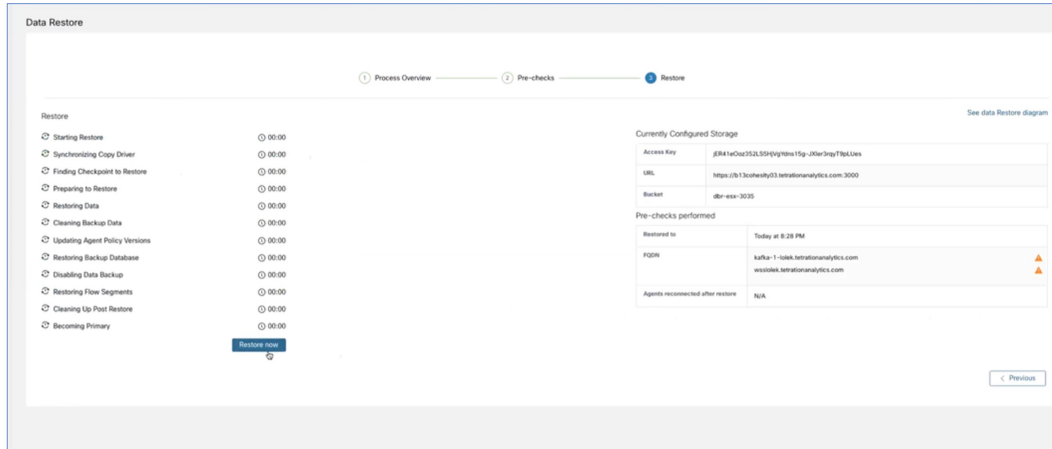 Data Restore
1 Process Overview 2 Pre-checks 3 Restore
See data Restore diagram
Restore
Starting Restore 00:00
Synchronizing Copy Driver 00:00
Finding Checkpoint to Restore 00:00
Preparing to Restore 00:00
Restoring Data 00:00
Cleaning Backup Data 00:00
Updating Agent Policy Versions 00:00
Restoring Backup Database 00:00
Disabling Data Backup 00:00
Restoring Flow Segments 00:00
Cleaning Up Post Restore 00:00
Becoming Primary 00:00
Restore now
Currently Configured Storage
Access Key
URL https://b13cohesity03.tetrationanalytics.com:3000
Bucket dbr-esx-3035
Pre-checks performed
Restored to Today at 8:28 PM
FQDN kafka-1-lolek.tetrationanalytics.com
wsslolek.tetrationanalytics.com
Agents reconnected after restore N/A
< Previous